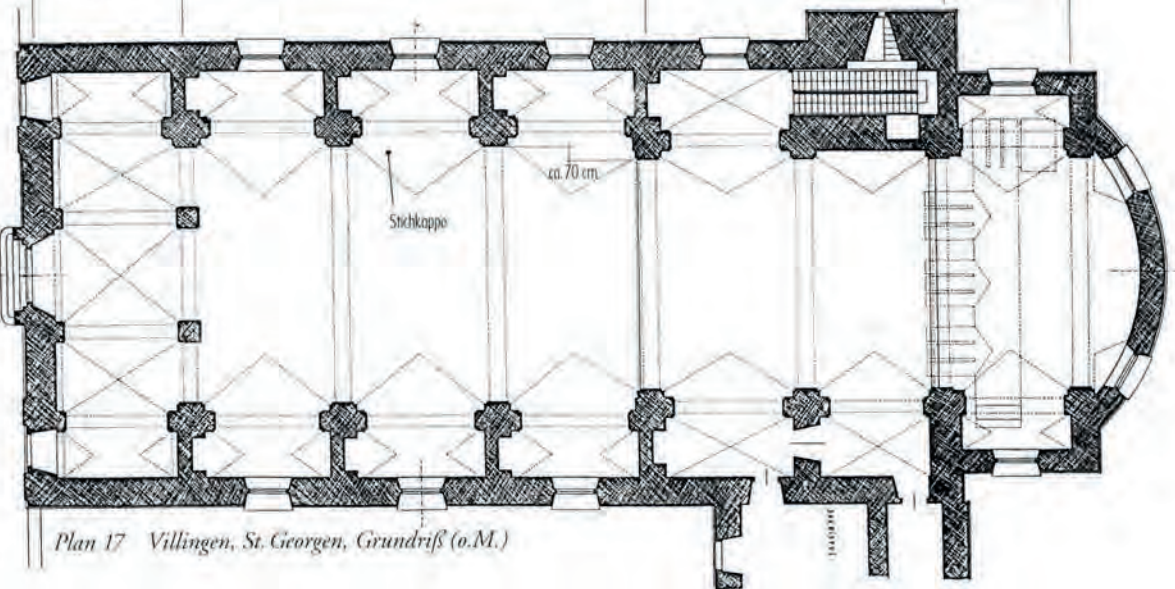 ca. 70 cm.
Stichkappe
Plan 17 Villingen, St. Georgen, Grundriß (o.M.)